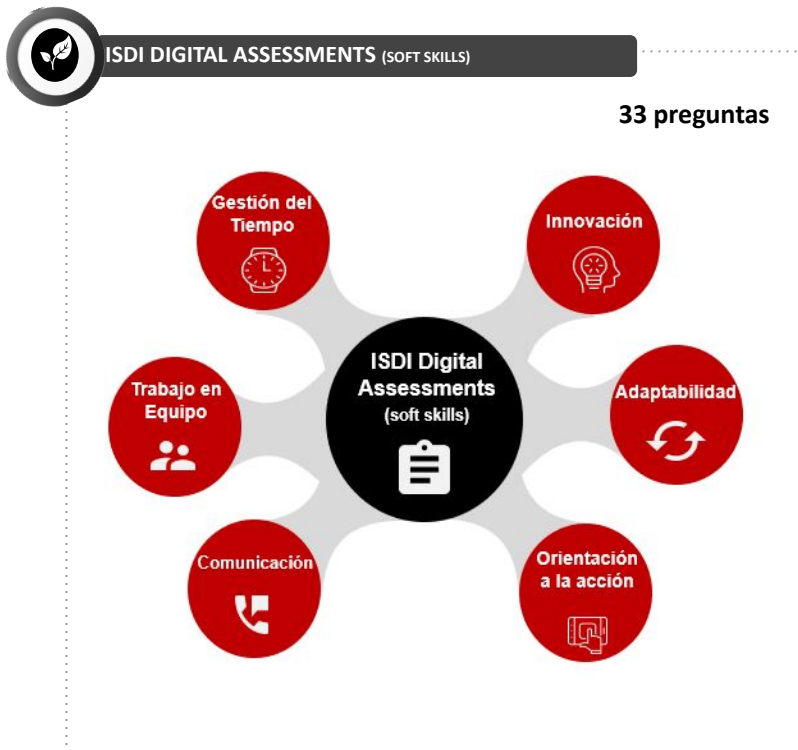 ISDI DIGITAL ASSESSMENTS (SOFT SKILLS)
33 preguntas
Gestión del
Tiempo
Innovación
ISDI Digital
Assessments
(soft skills)
Trabajo en
Equipo
Adaptabilidad
Comunicación
Orientación
a la acción